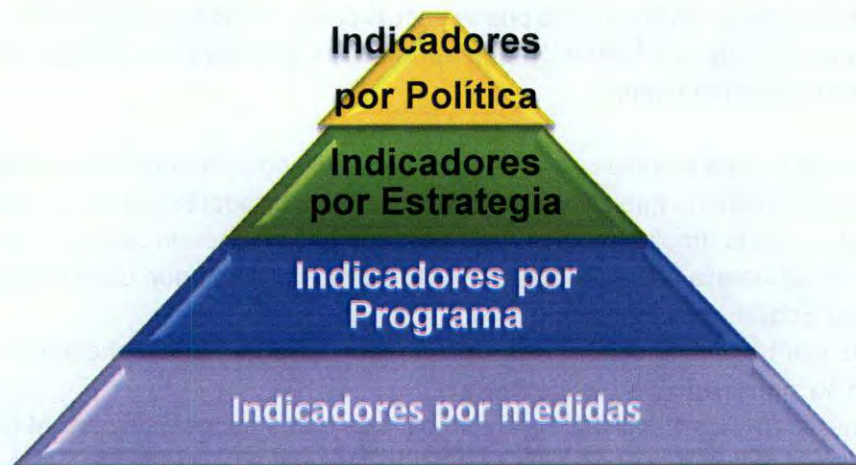 Indicadores
por Política
Indicadores
por Estrategia
Indicadores por
Programa
Indicadores por medidas